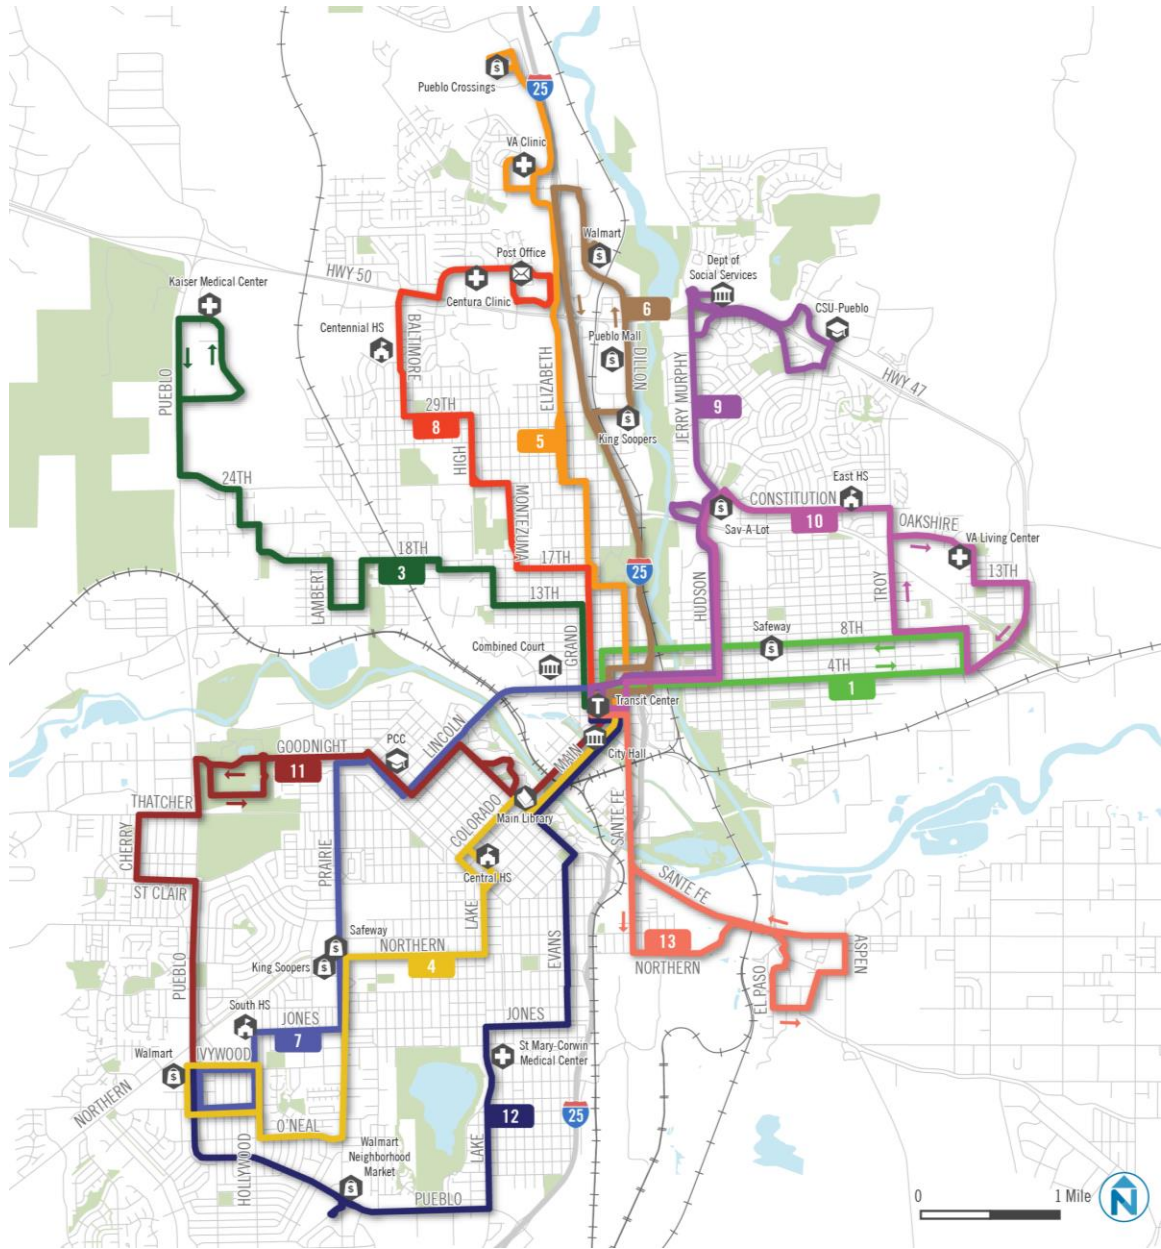 Pueblo Crossings
25
VA Clinic
Walmart
Post Office
HWY 50
Kaiser Medical Center
Centura Clinic
Dept of
Social Services
CSU-Pueblo
6
Centennial HS
BALTIMORE
ELIZABETH
Pueblo Mall
DILLON
JERRY MURPHY
HWY 47
PUEBLO
29TH
8
5
9
King Soopers
HIGH
24TH
MONTEZUMA
East HS
CONSTITUTION
Sav-A-Lot
10
OAKSHIRE
VA Living Center
18TH
3
17TH
25
13TH
LAMBERT
13TH
HUDSON
TROY
GRAND
Safeway
8TH
Combined Court
4TH
1
T
Transit Center
LINCOLN
PCC
GOODNIGHT
11
MAIN
City Hall
THATCHER
COLORADO
Main Library
SANTE FE
CHERRY
PRAIRIE
ST CLAIR
Central HS
SANTE FE
LAKE
Safeway
NORTHERN
4
King Soopers
EVANS
13
NORTHERN
ASPEN
PUEBLO
EL PASO
South HS
JONES
7
JONES
IVYWOOD
Walmart
St Mary-Corwin
Medical Center
NORTHERN
O'NEAL
12
25
Walmart
Neighborhood
Market
LAKE
HOLLYWOOD
PUEBLO
0
1 Mile
N